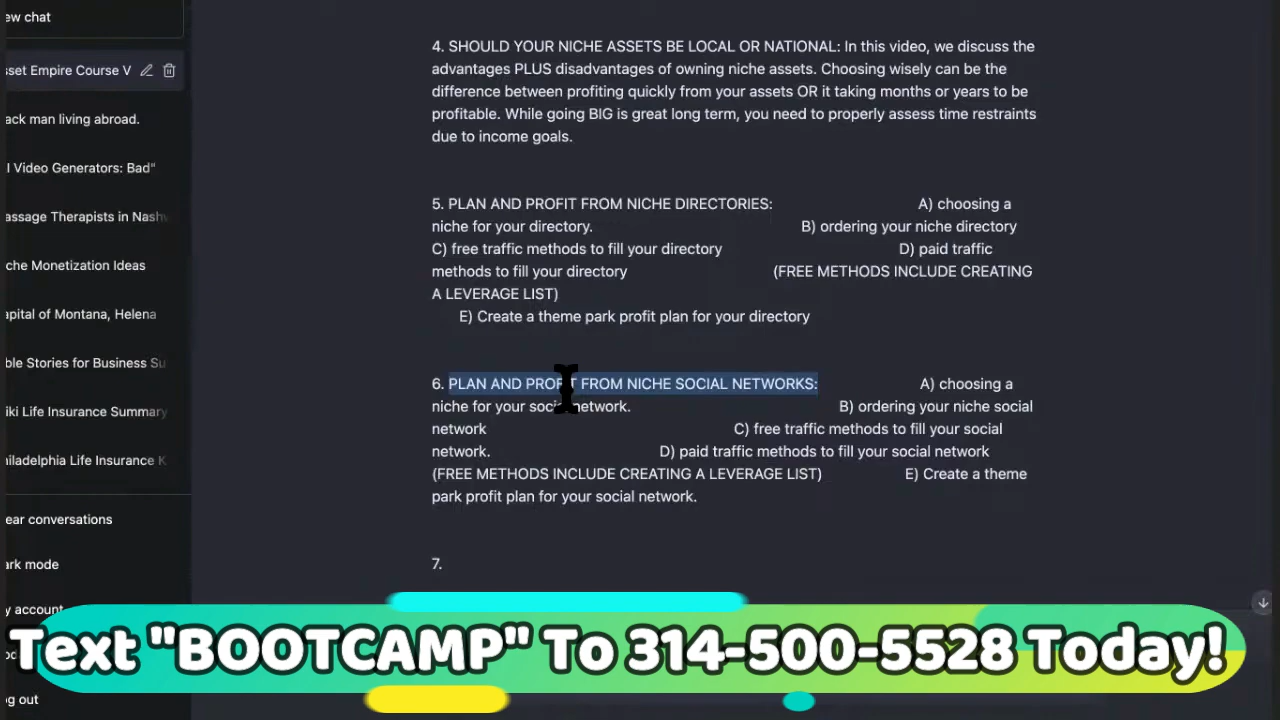 ew chat
sset Empire Course V
ack man living abroad.
I Video Generators: Bad"
assage Therapists in Nashv
che Monetization Ideas
apital of Montana, Helena
ble Stories for Business Su
iki Life Insurance Summary
hiladelphia Life Insurance K
ear conversations
ark mode
y account
og out
4. SHOULD YOUR NICHE ASSETS BE LOCAL OR NATIONAL: In this video, we discuss the
advantages PLUS disadvantages of owning niche assets. Choosing wisely can be the
difference between profiting quickly from your assets OR it taking months or years to be
profitable. While going BIG is great long term, you need to properly assess time restraints
due to income goals.
5. PLAN AND PROFIT FROM NICHE DIRECTORIES: A) choosing a
niche for your directory. B) ordering your niche directory
C) free traffic methods to fill your directory D) paid traffic
methods to fill your directory (FREE METHODS INCLUDE CREATING
A LEVERAGE LIST)
E) Create a theme park profit plan for your directory
6. PLAN AND PROFIT FROM NICHE SOCIAL NETWORKS: A) choosing a
niche for your social network. B) ordering your niche social
network C) free traffic methods to fill your social
network. D) paid traffic methods to fill your social network
(FREE METHODS INCLUDE CREATING A LEVERAGE LIST) E) Create a theme
park profit plan for your social network.
7.
Text "BOOTCAMP" To 314-500-5528 Today!